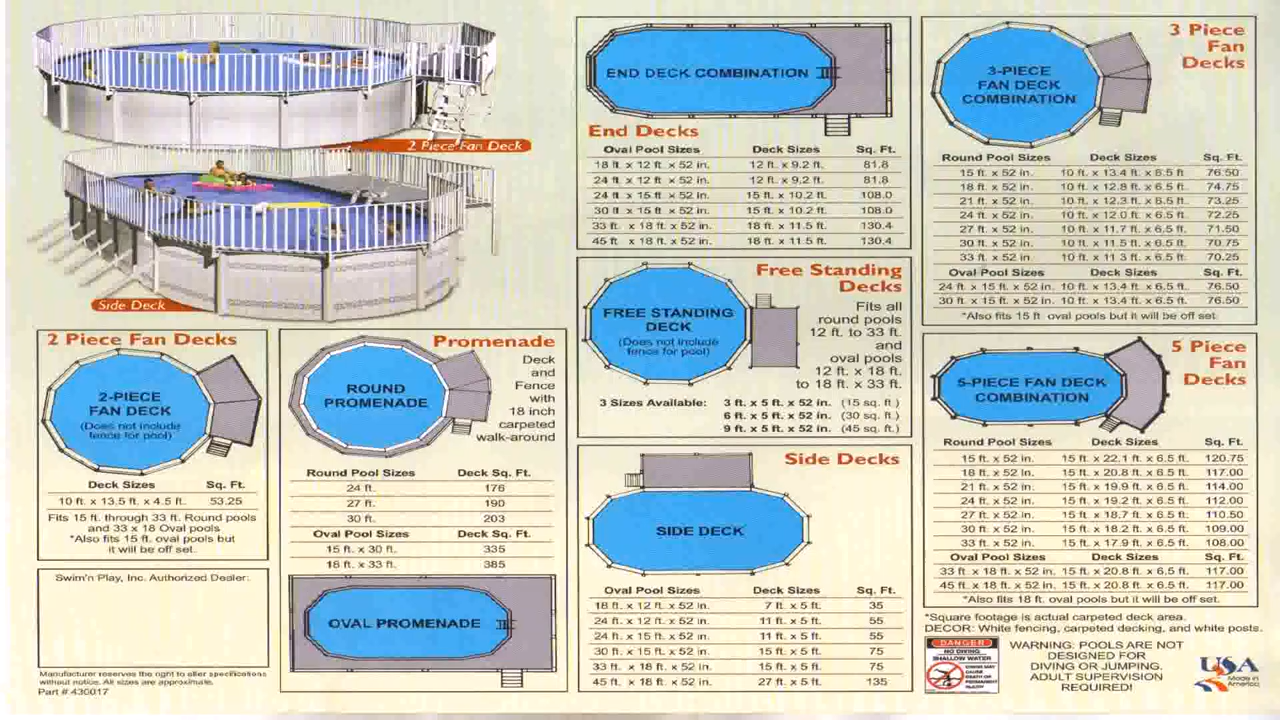 2 Piece Fan Deck
Side Deck
2 Piece Fan Decks
2-PIECE
FAN DECK
(Does not include
fence for pool)
Deck Sizes Sq. Ft.
10 ft. x 13.5 ft. x 4.5 ft. 53.25
Fits 15 ft. through 33 ft. Round pools
and 33 x 18 Oval pools
*Also fits 15 ft. oval pools but
it will be off set.
Swim'n Play, Inc. Authorized Dealer:
Manufacturer reserves the right to alter specifications
without notice. All sizes are approximate.
Part # 430017
Promenade
ROUND
PROMENADE
Deck
and
Fence
with
18 inch
carpeted
walk-around
Round Pool Sizes Deck Sq. Ft.
24 ft. 176
27 ft. 190
30 ft. 203
Oval Pool Sizes Deck Sq. Ft.
15 ft. x 30 ft. 335
18 ft. x 33 ft. 385
OVAL PROMENADE
END DECK COMBINATION
End Decks
Oval Pool Sizes Deck Sizes Sq. Ft.
18 ft. x 12 ft. x 52 in. 12 ft. x 9.2 ft. 81.8
24 ft. x 12 ft. x 52 in. 12 ft. x 9.2 ft. 81.8
24 ft. x 15 ft. x 52 in. 15 ft. x 10.2 ft. 108.0
30 ft. x 15 ft. x 52 in. 15 ft. x 10.2 ft. 108.0
33 ft. x 18 ft. x 52 in. 18 ft. x 11.5 ft. 130.4
45 ft. x 18 ft. x 52 in. 18 ft. x 11.5 ft. 130.4
Free Standing
Decks
FREE STANDING
DECK
(Does not include
fence for pool)
Fits all
round pools
12 ft. to 33 ft.
and
oval pools
12 ft. x 18 ft.
to 18 ft. x 33 ft.
3 Sizes Available: 3 ft. x 5 ft. x 52 in. (15 sq. ft.)
6 ft. x 5 ft. x 52 in. (30 sq. ft.)
9 ft. x 5 ft. x 52 in. (45 sq. ft.)
Side Decks
SIDE DECK
Oval Pool Sizes Deck Sizes Sq. Ft.
18 ft. x 12 ft. x 52 in. 7 ft. x 5 ft. 35
24 ft. x 12 ft. x 52 in. 11 ft. x 5 ft. 55
24 ft. x 15 ft. x 52 in. 11 ft. x 5 ft. 55
30 ft. x 15 ft. x 52 in. 15 ft. x 5 ft. 75
33 ft. x 18 ft. x 52 in. 15 ft. x 5 ft. 75
45 ft. x 18 ft. x 52 in. 27 ft. x 5 ft. 135
3 Piece
Fan
Decks
3-PIECE
FAN DECK
COMBINATION
Round Pool Sizes Deck Sizes Sq. Ft.
15 ft. x 52 in. 10 ft. x 13.4 ft. x 6.5 ft 76.50
18 ft. x 52 in. 10 ft. x 12.8 ft. x 6.5 ft. 74.75
21 ft. x 52 in. 10 ft. x 12.3 ft. x 6.5 ft. 73.25
24 ft. x 52 in. 10 ft. x 12.0 ft. x 6.5 ft. 72.25
27 ft. x 52 in. 10 ft. x 11.7 ft. x 6.5 ft. 71.50
30 ft. x 52 in. 10 ft. x 11.5 ft. x 6.5 ft. 70.75
33 ft. x 52 in. 10 ft. x 11.3 ft. x 6.5 ft. 70.25
Oval Pool Sizes Deck Sizes Sq. Ft.
24 ft. x 15 ft. x 52 in. 10 ft. x 13.4 ft. x 6.5 ft. 76.50
30 ft. x 15 ft. x 52 in. 10 ft. x 13.4 ft. x 6.5 ft. 76.50
*Also fits 15 ft. oval pools but it will be off set.
5 Piece
Fan
Decks
5-PIECE FAN DECK
COMBINATION
Round Pool Sizes Deck Sizes Sq. Ft.
15 ft. x 52 in. 15 ft. x 22.1 ft. x 6.5 ft. 120.75
18 ft. x 52 in. 15 ft. x 20.8 ft. x 6.5 ft. 117.00
21 ft. x 52 in. 15 ft. x 19.9 ft. x 6.5 ft. 114.00
24 ft. x 52 in. 15 ft. x 19.2 ft. x 6.5 ft. 112.00
27 ft. x 52 in. 15 ft. x 18.7 ft. x 6.5 ft. 110.50
30 ft. x 52 in. 15 ft. x 18.2 ft. x 6.5 ft. 109.00
33 ft. x 52 in. 15 ft. x 17.9 ft. x 6.5 ft. 108.00
Oval Pool Sizes Deck Sizes Sq. Ft.
33 ft. x 18 ft. x 52 in. 15 ft. x 20.8 ft. x 6.5 ft. 117.00
45 ft. x 18 ft. x 52 in. 15 ft. x 20.8 ft. x 6.5 ft. 117.00
*Also fits 18 ft. oval pools but it will be off set.
*Square footage is actual carpeted deck area.
DECOR: White fencing, carpeted decking, and white posts.
DANGER
NO DIVING
SHALLOW WATER
DIVING MAY
CAUSE
DEATH OR
PERMANENT
INJURY
WARNING: POOLS ARE NOT
DESIGNED FOR
DIVING OR JUMPING.
ADULT SUPERVISION
REQUIRED!
USA
Made in
America